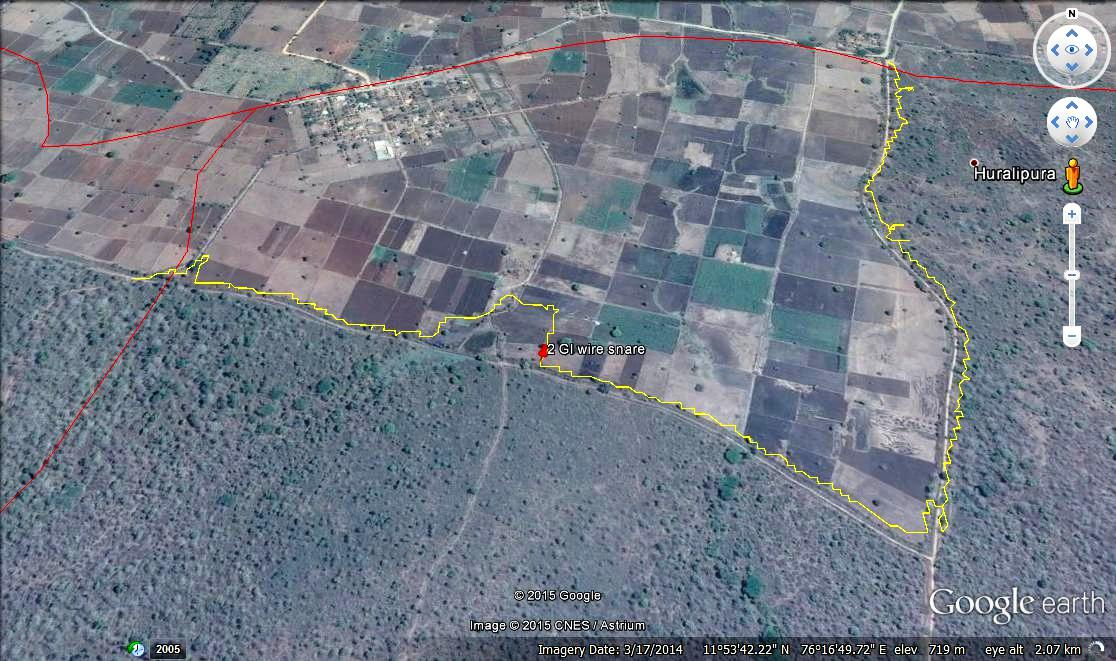 N
Huralipura
2 GI wire snare
© 2015 Google
Google earth
Image © 2015 CNES / Astrium
2005
Imagery Date: 3/17/2014 11°53'42.22" N 76°16'49.72" E elev 719 m eye alt 2.07 km